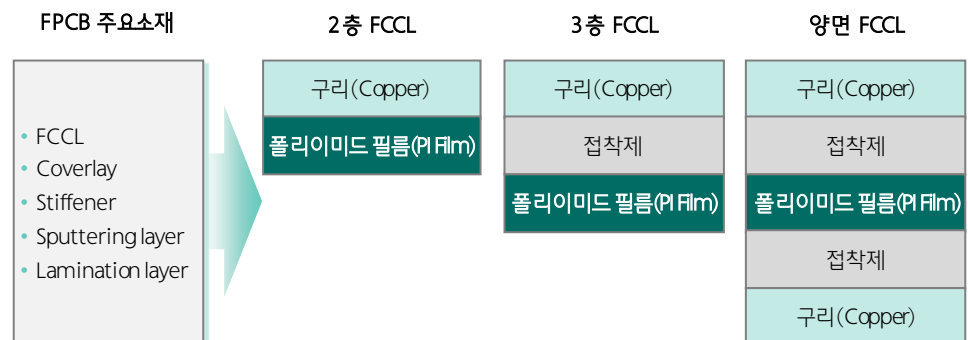 FPCB 주요소재
• FCCL
• Coverlay
• Stiffener
• Sputtering layer
• Lamination layer
2층 FCCL
구리(Copper)
폴리이미드 필름(PI Film)
3층 FCCL
구리(Copper)
접착제
폴리이미드 필름(PI Film)
양면 FCCL
구리(Copper)
접착제
폴리이미드 필름(PI Film)
접착제
구리(Copper)